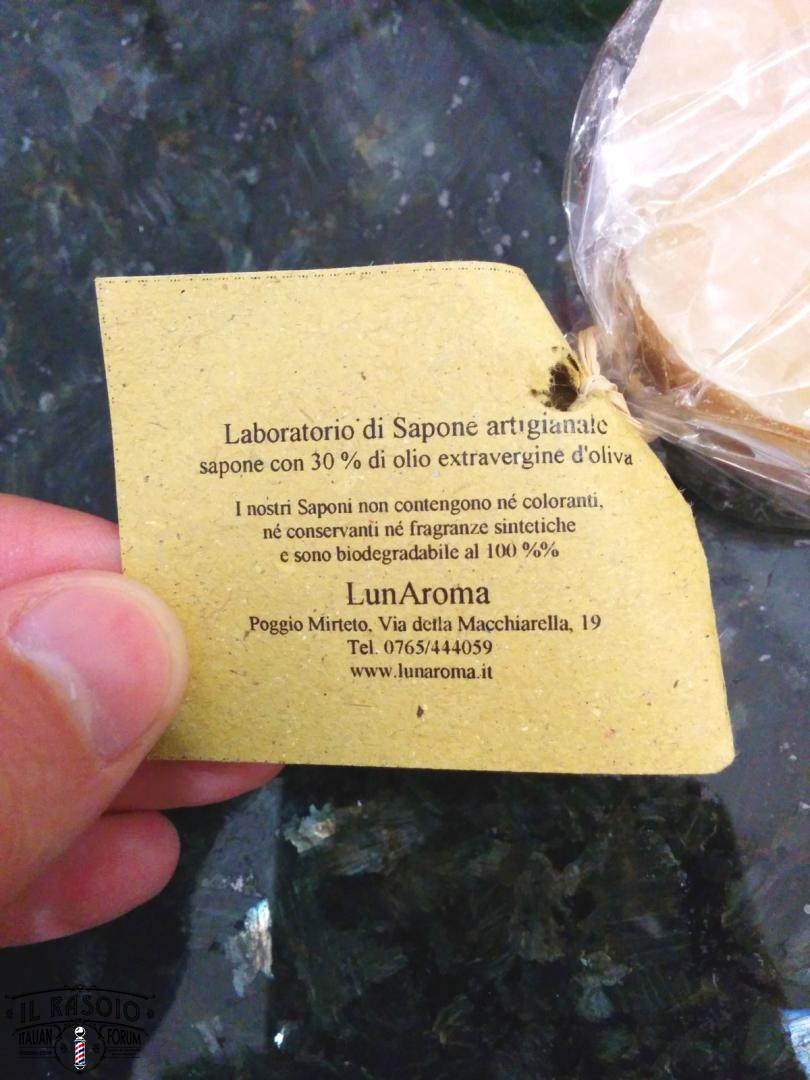 Laboratorio di Sapone artigianale
sapone con 30 % di olio extravergine d'oliva
I nostri Saponi non contengono né coloranti,
né conservanti né fragranze sintetiche
e sono biodegradabile al 100 %%
LunAroma
Poggio Mirteto, Via della Macchiarella, 19
Tel. 0765/444059
www.lunaroma.it
IL RASOIO
ITALIAN FORUM